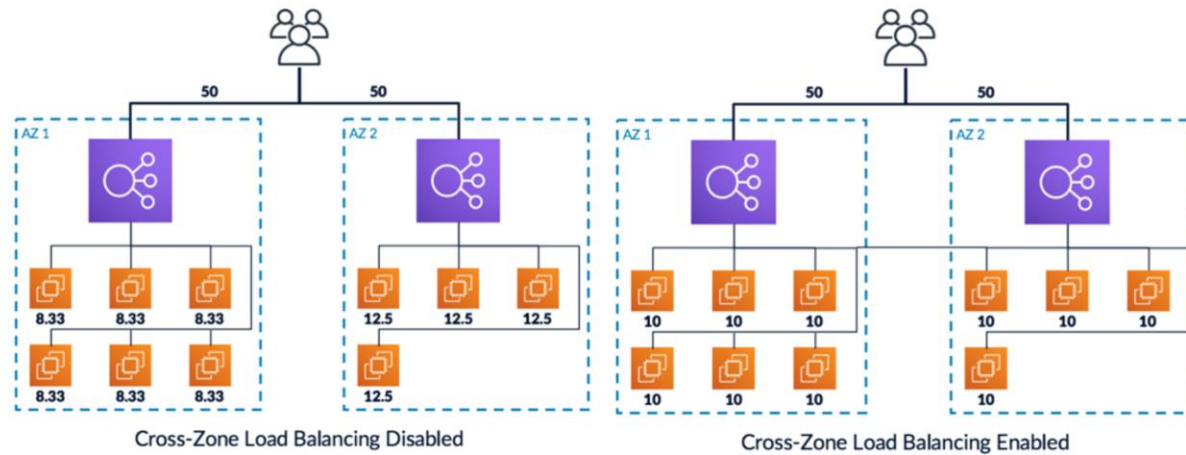 50 50 50 50
AZ 1 AZ 2 AZ 1 AZ 2
8.33 8.33 8.33 12.5 12.5 12.5 10 10 10 10 10 10
8.33 8.33 8.33 12.5 10 10 10 10
Cross-Zone Load Balancing Disabled Cross-Zone Load Balancing Enabled